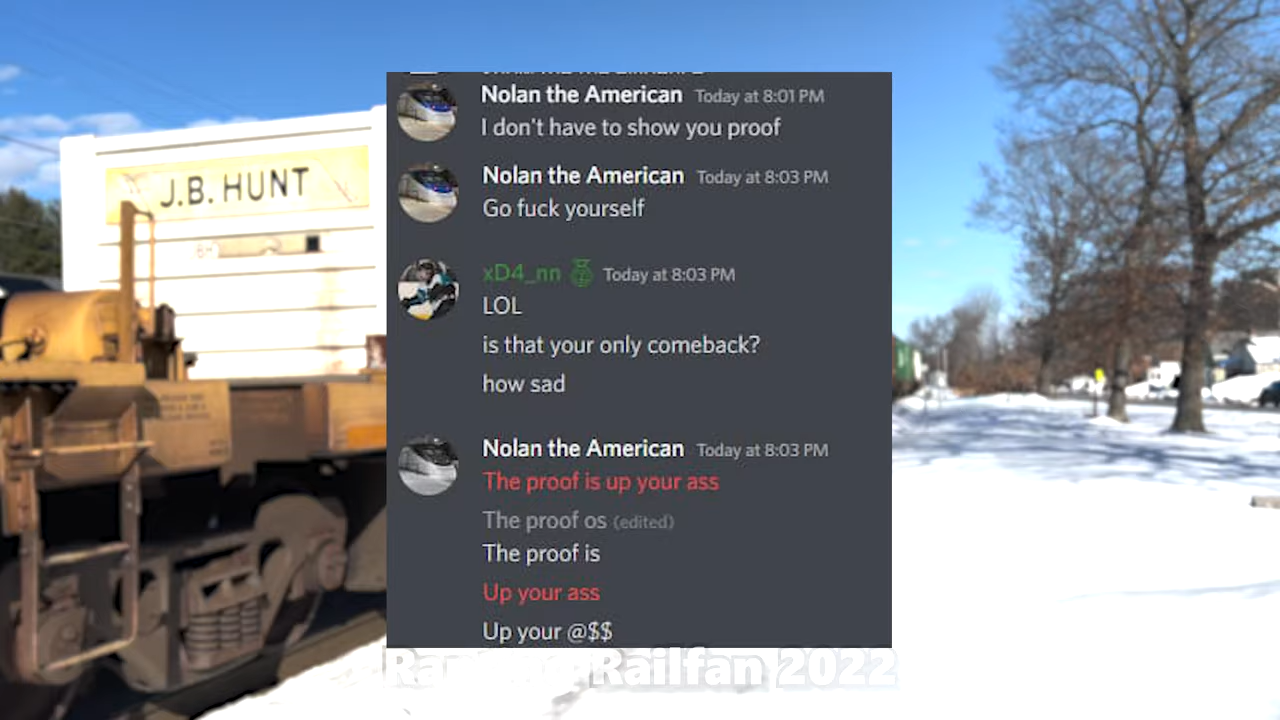 J.B. HUNT
Nolan the American Today at 8:01 PM
I don't have to show you proof
Nolan the American Today at 8:03 PM
Go fuck yourself
xD4_nn Today at 8:03 PM
LOL
is that your only comeback?
how sad
Nolan the American Today at 8:03 PM
The proof is up your ass
The proof os (edited)
The proof is
Up your ass
Up your @$$
Railfan 2022